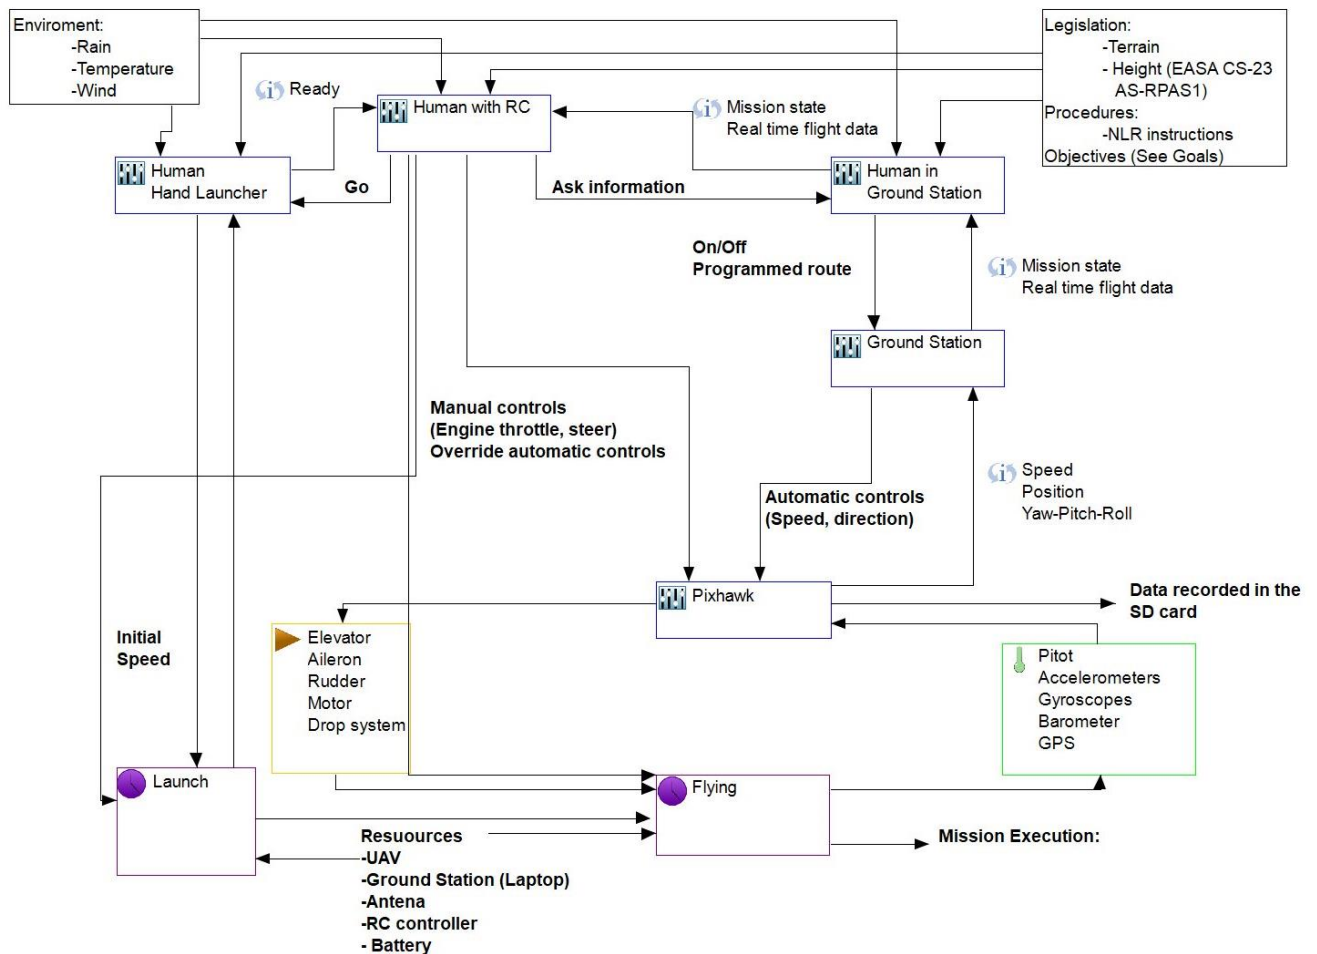 Enviroment:
-Rain
-Temperature
-Wind
Legislation:
-Terrain
- Height (EASA CS-23
AS-RPAS1)
Procedures:
-NLR instructions
Objectives (See Goals)
Ready
Human with RC
Mission state
Real time flight data
Human
Hand Launcher
Go
Ask information
Human in
Ground Station
On/Off
Programmed route
Mission state
Real time flight data
Ground Station
Manual controls
(Engine throttle, steer)
Override automatic controls
Automatic controls
(Speed, direction)
Speed
Position
Yaw-Pitch-Roll
Pixhawk
Data recorded in the
SD card
Initial
Speed
Elevator
Aileron
Rudder
Motor
Drop system
Pitot
Accelerometers
Gyroscopes
Barometer
GPS
Launch
Flying
Resuources
-UAV
-Ground Station (Laptop)
-Antena
-RC controller
- Battery
Mission Execution: